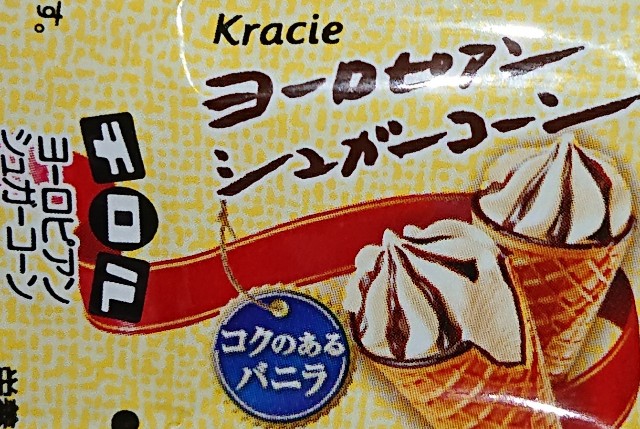 Kracie
ヨーロピアン
シュガーコーン
コクのある
バニラ
チロル
ヨーロピアン
シュガーコーン
す。